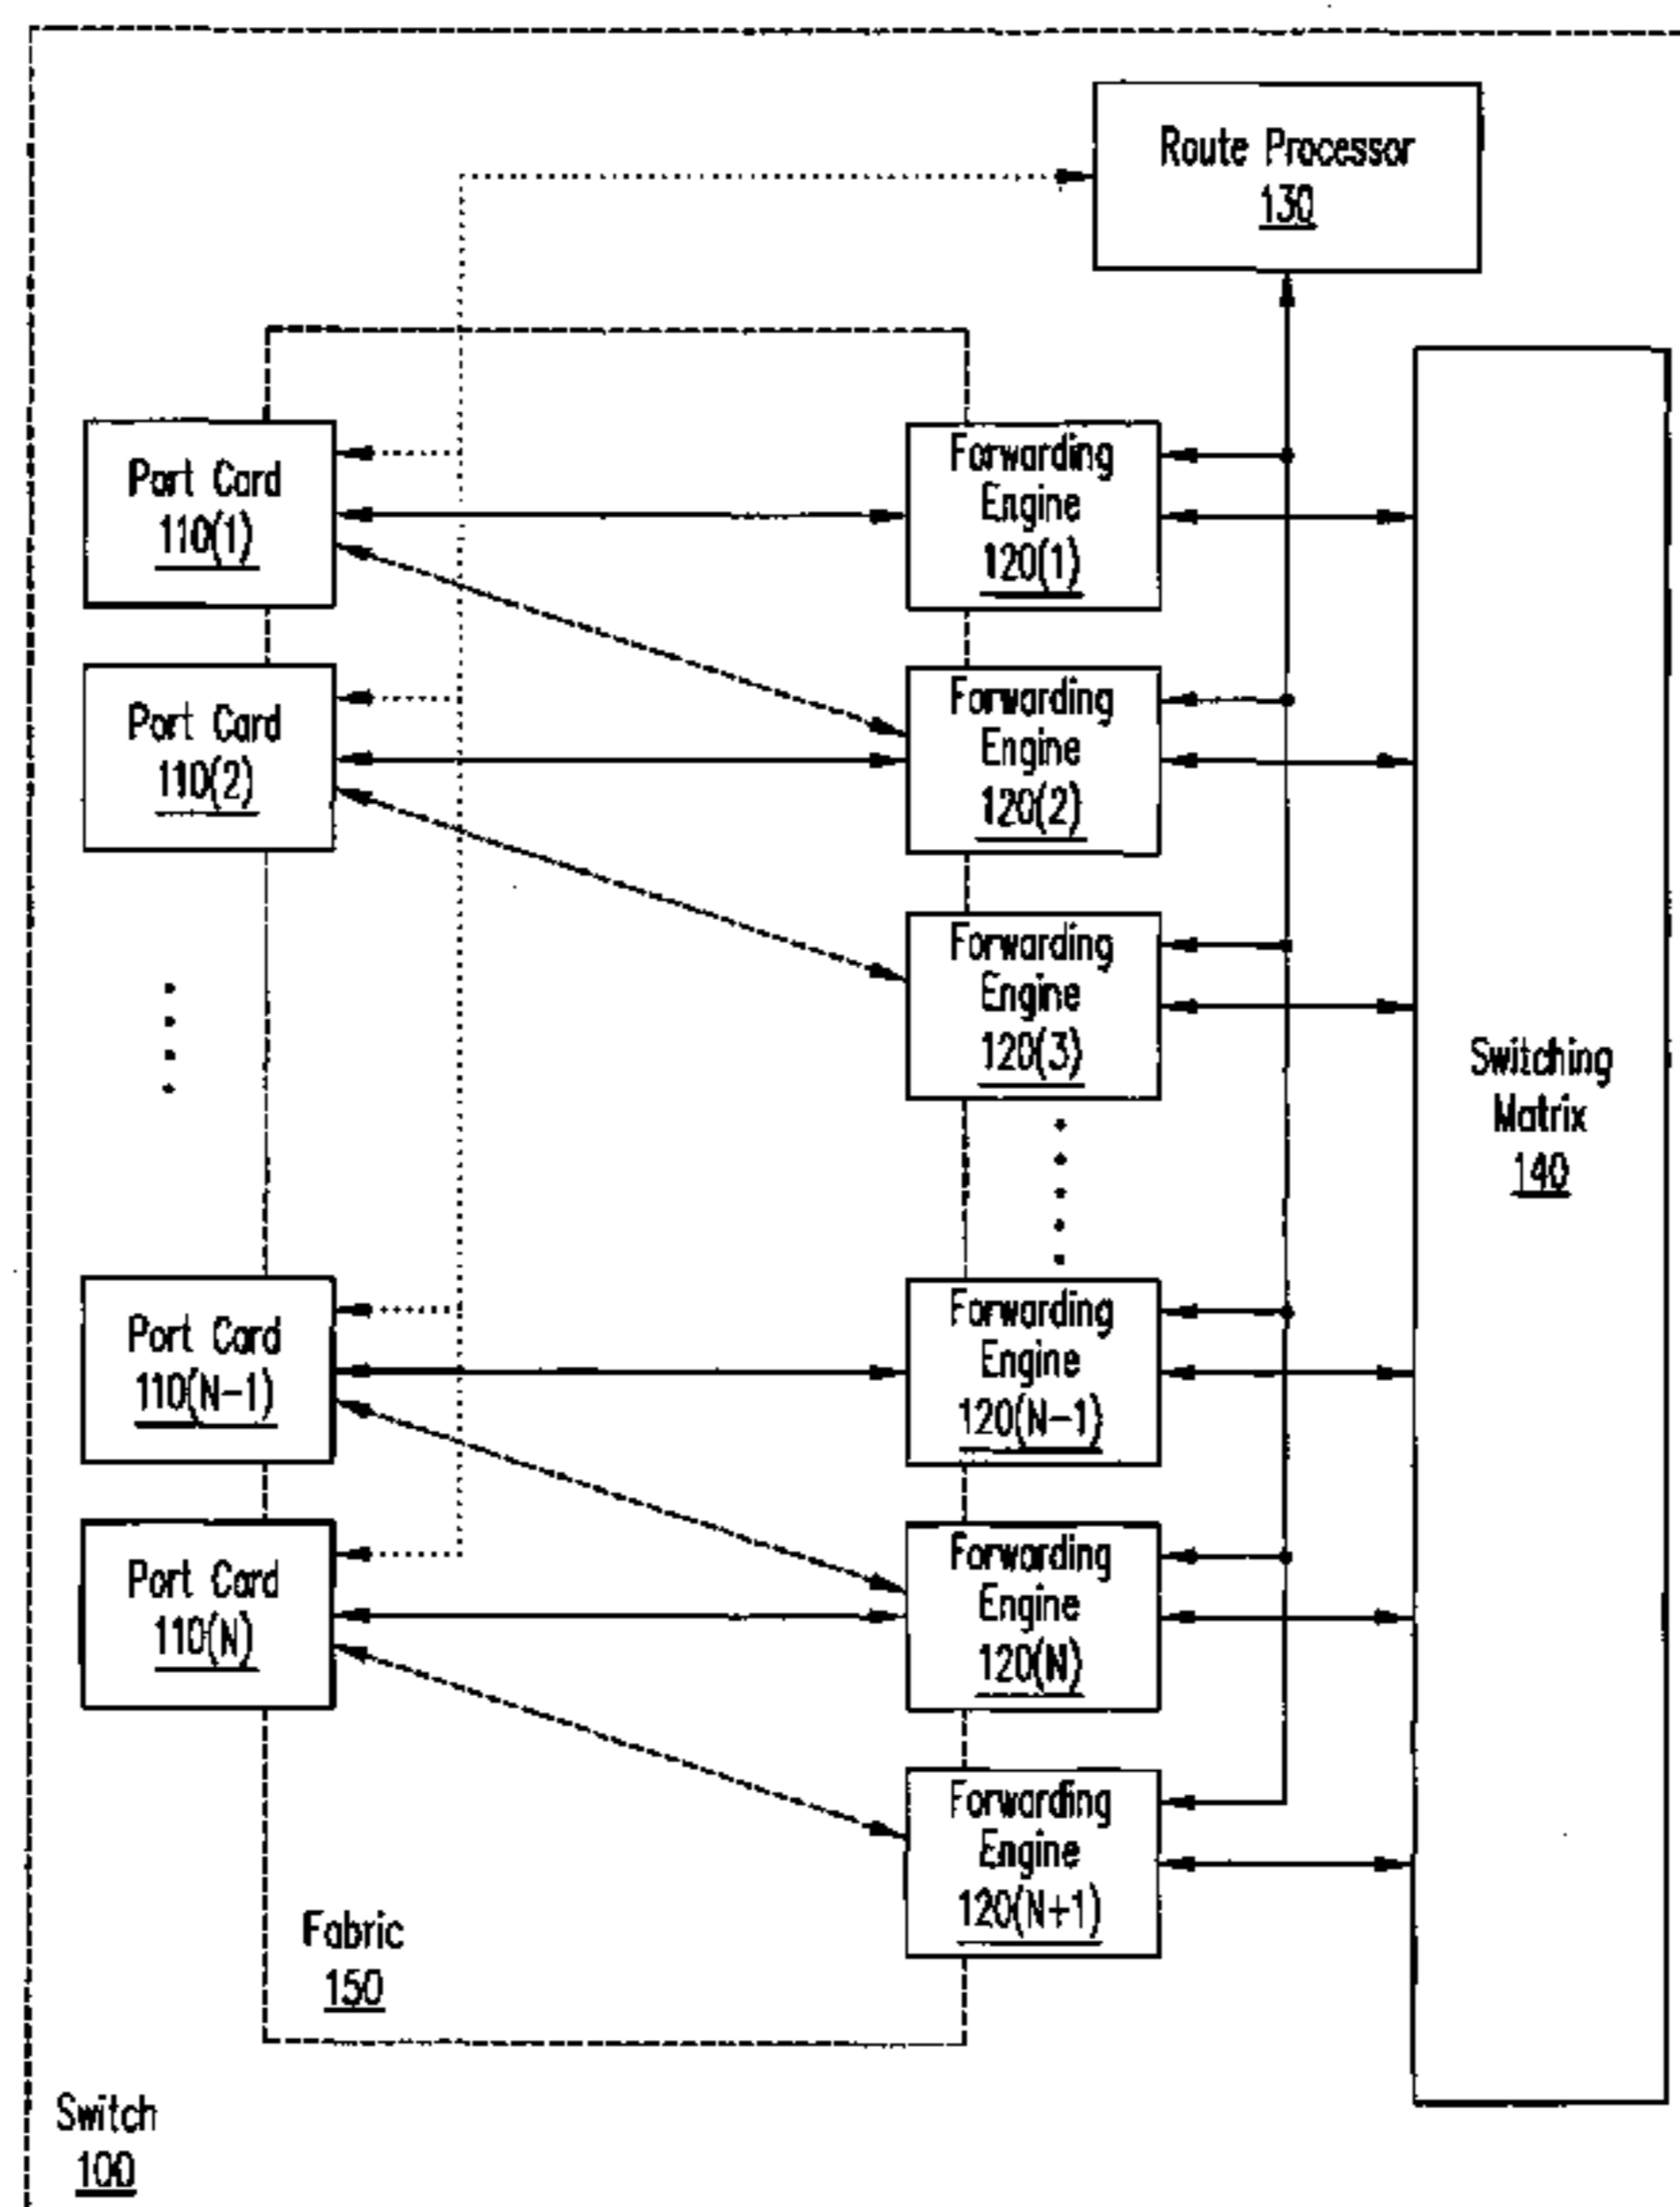 Route Processor
130
Port Card
110(1)
Forwarding
Engine
120(1)
Port Card
110(2)
Forwarding
Engine
120(2)
Forwarding
Engine
120(3)
Switching
Matrix
140
Port Card
110(N-1)
Forwarding
Engine
120(N-1)
Port Card
110(N)
Forwarding
Engine
120(N)
Forwarding
Engine
120(N+1)
Fabric
150
Switch
100